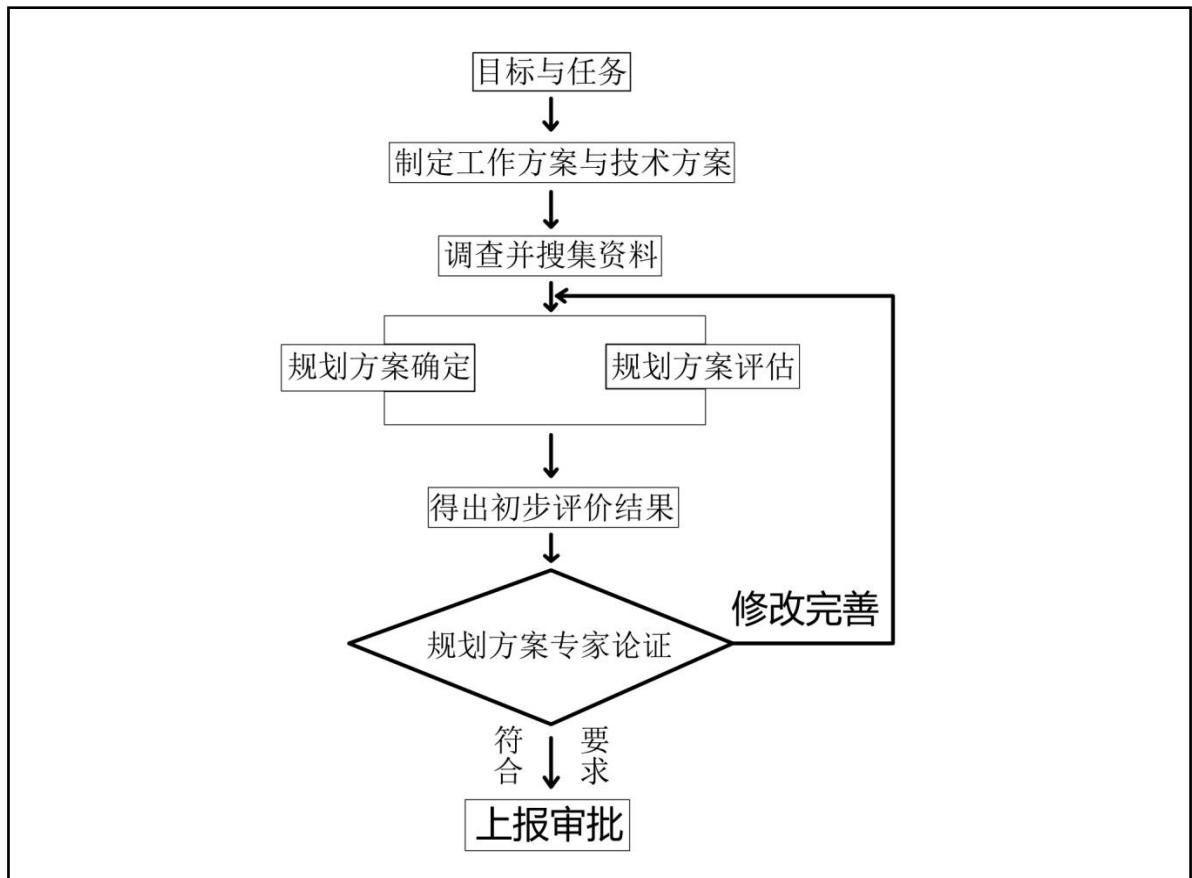 目标与任务
制定工作方案与技术方案
调查并搜集资料
规划方案确定
规划方案评估
得出初步评价结果
修改完善
规划方案专家论证
符合
要求
上报审批